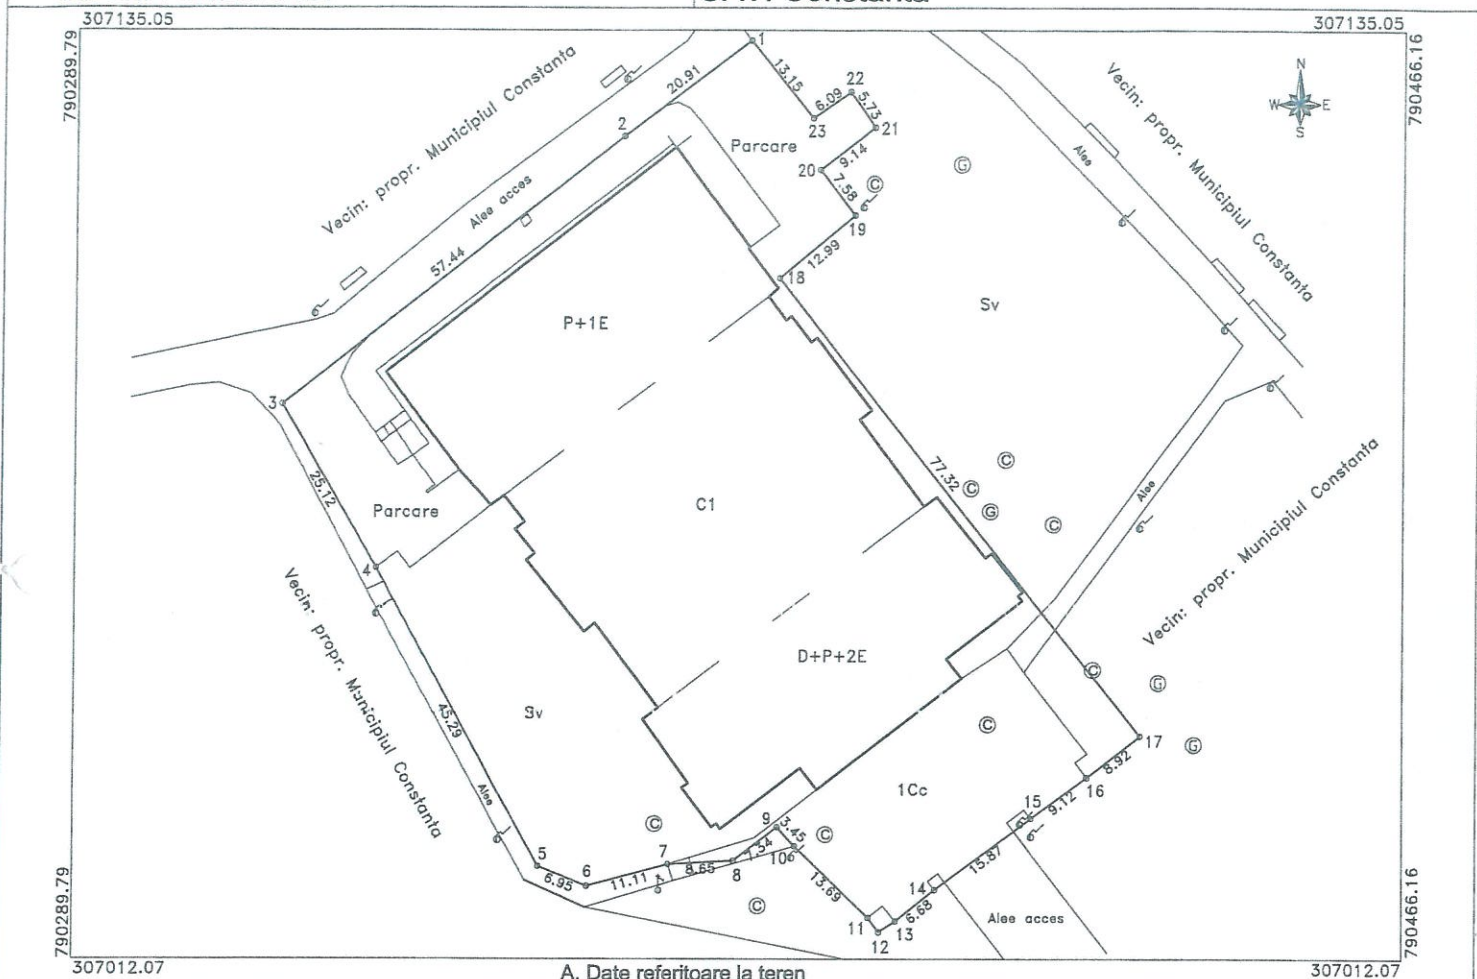 307135.05
307135.05
790289.79
790466.16
1
20.91
13.15
22
6.09
5.73
23
21
2
Parcare
9.14
20
7.58
19
12.99
18
N
W E
S
Vecin: propr. Municipiul Constanta
Vecin: propr. Municipiul Constanta
Alee
Alee acces
57.44
G
C
Sv
P+1E
3
25.12
Parcare
4
C1
77.32
C
C
G
C
Alee
Vecin: propr. Municipiul Constanta
Vecin: propr. Municipiul Constanta
D+P+2E
Sv
45.29
Alee
C
G
C
G
17
8.92
16
1Cc
15
9.12
C
9
3.45
C
10
5
6.95
6
11.11
7
8.65
8
7.54
13.69
15.87
14
6.68
11
12
13
C
Alee acces
790289.79
790466.16
307012.07
307012.07
A. Date referitoare la teren